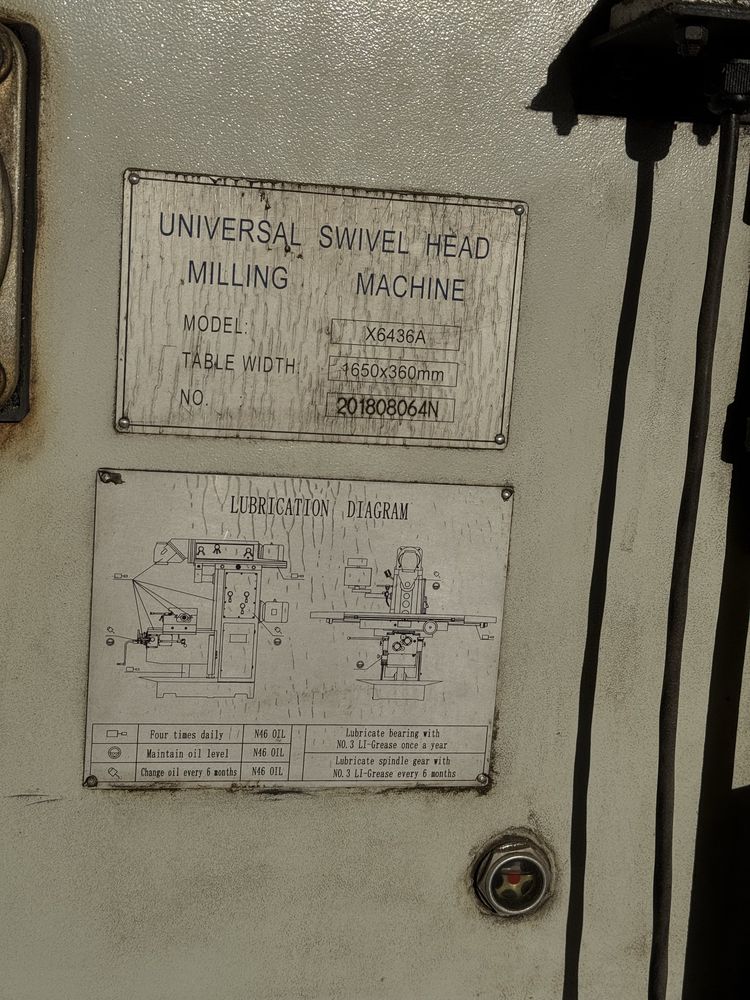 UNIVERSAL SWIVEL HEAD
MILLING MACHINE
MODEL: X6436A
TABLE WIDTH: 1650x360mm
NO. : 201808064N
LUBRICATION DIAGRAM
Four times daily N46 OIL
Maintain oil level N46 OIL
Change oil every 6 months N46 OIL
Lubricate bearing with
NO.3 LI-Grease once a year
Lubricate spindle gear with
NO.3 LI-Grease every 6 months